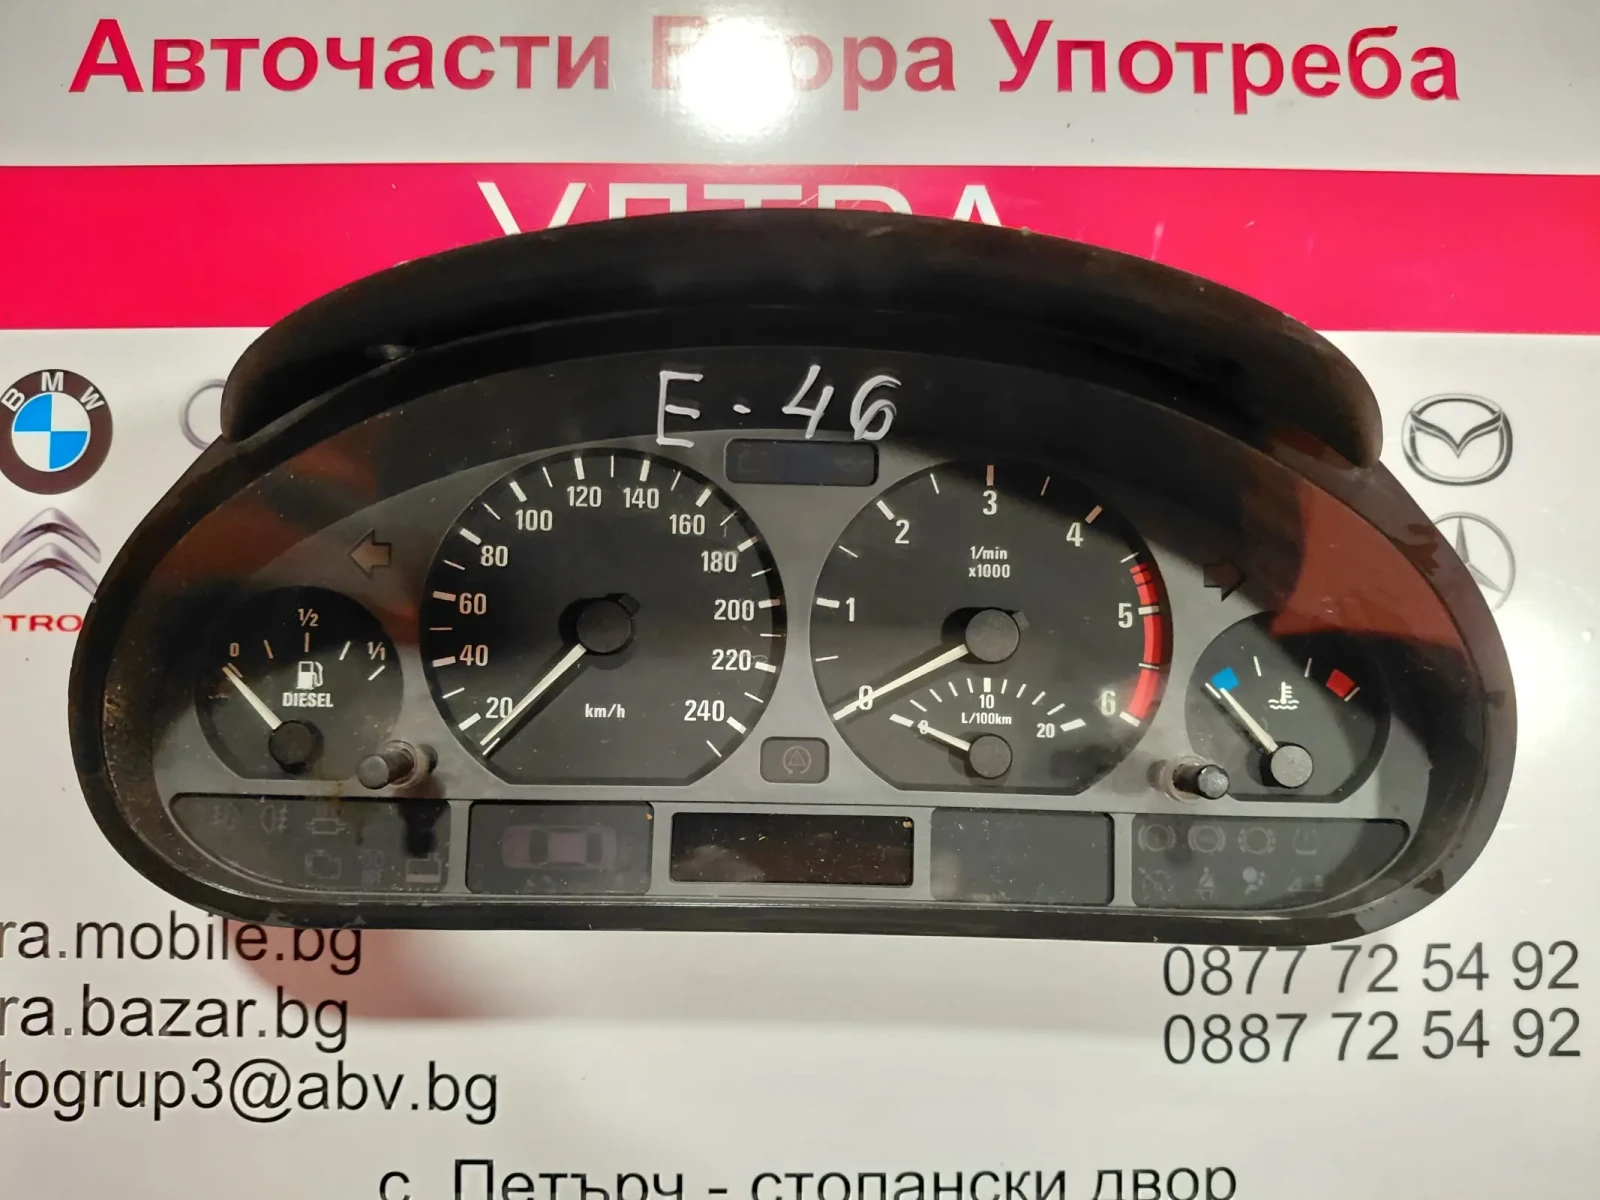 Авточасти Втора Употреба
УЛТРА
BMW
E-46
120 140
100 160
80 180
60 200
40 220
20 240
km/h
3
2 4
1/min
x1000
1 5
0 6
10
L/100km
0 20
1/2
0 1/1
DIESEL
TRO
ra.mobile.bg
ra.bazar.bg
togrup3@abv.bg
0877 72 54 92
0887 72 54 92
с. Петърч - стопански двор